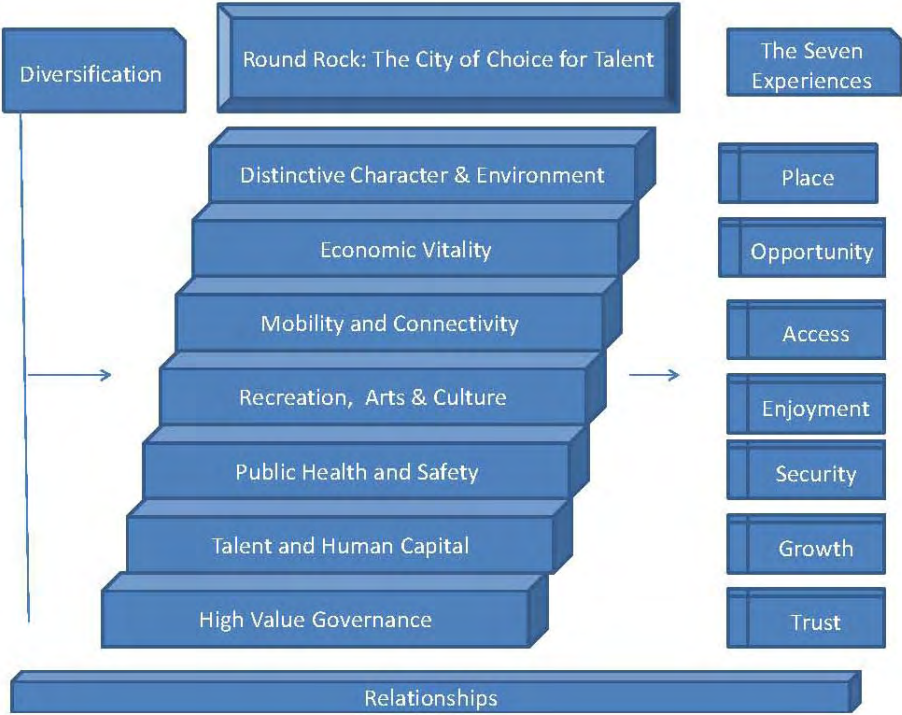 Diversification
Round Rock: The City of Choice for Talent
The Seven
Experiences
Distinctive Character & Environment
Place
Economic Vitality
Opportunity
Mobility and Connectivity
Access
Recreation, Arts & Culture
Enjoyment
Public Health and Safety
Security
Talent and Human Capital
Growth
High Value Governance
Trust
Relationships